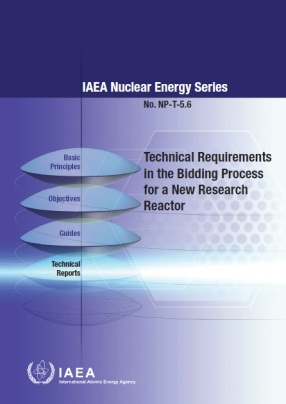 IAEA Nuclear Energy Series
No. NP-T-5.6
Technical Requirements
in the Bidding Process
for a New Research
Reactor
Basic
Principles
Objectives
Guides
Technical
Reports
IAEA
International Atomic Energy Agency